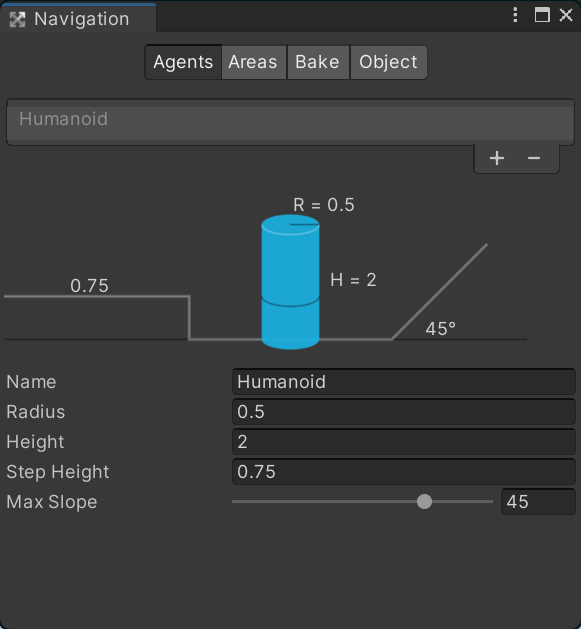 Navigation
Agents Areas Bake Object
Humanoid
+ −
R = 0.5
0.75
H = 2
45°
Name Humanoid
Radius 0.5
Height 2
Step Height 0.75
Max Slope 45